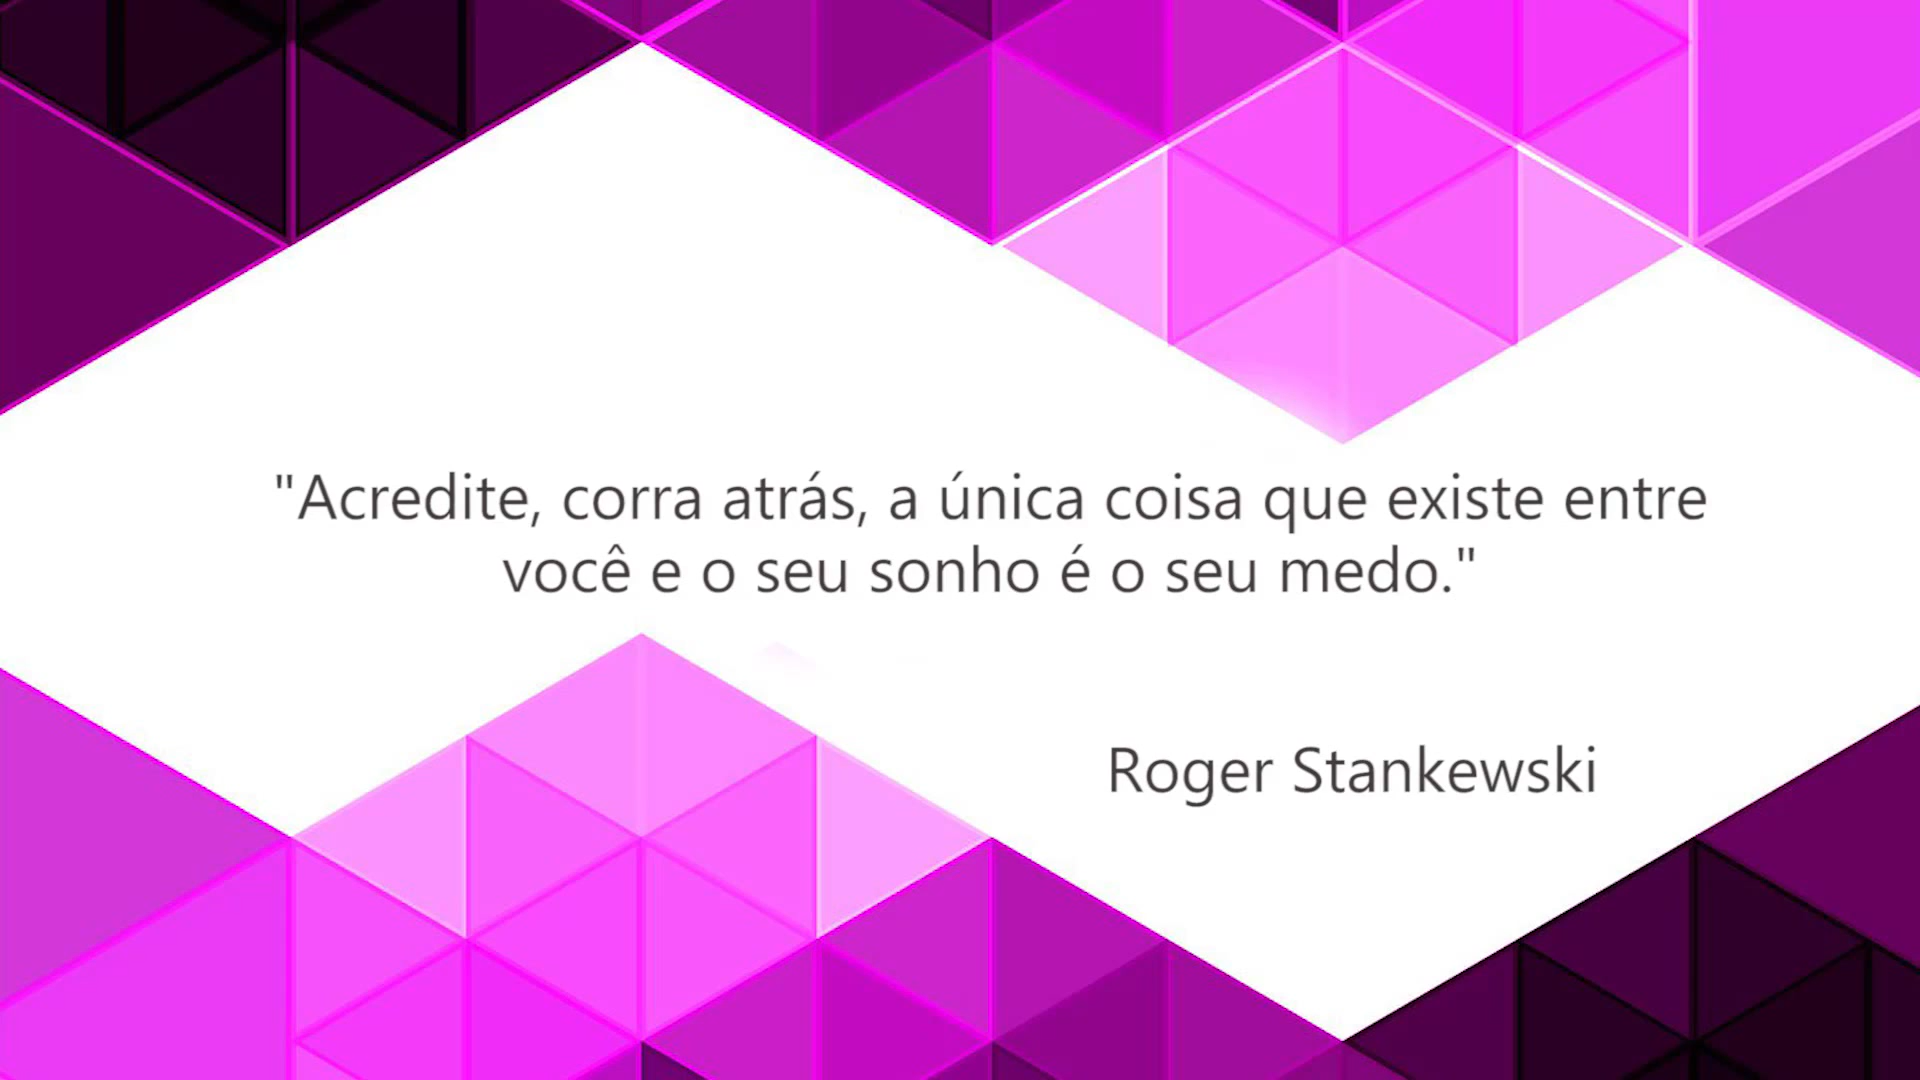 "Acredite, corra atrás, a única coisa que existe entre
você e o seu sonho é o seu medo."
Roger Stankewski